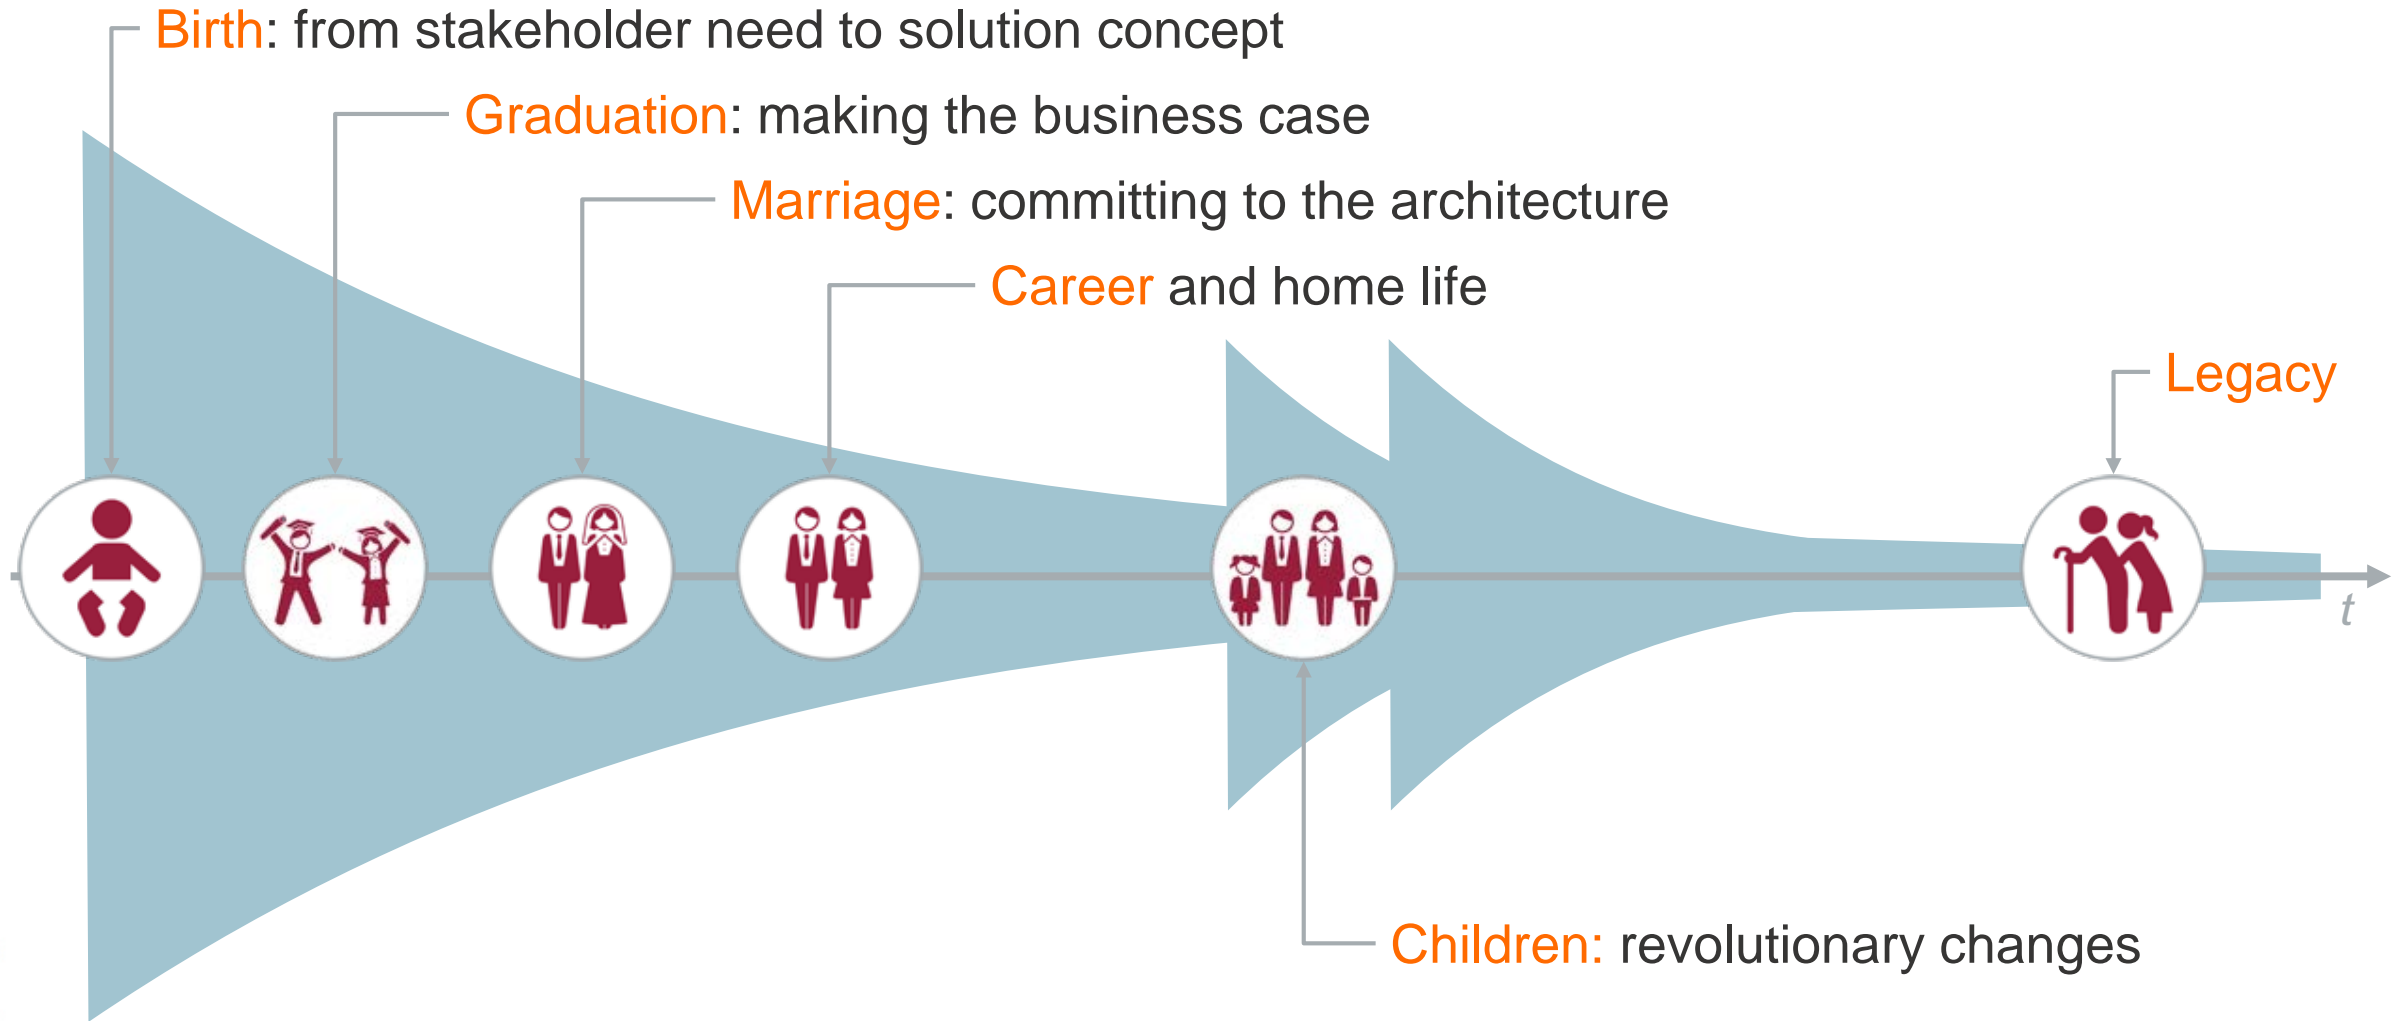 Birth: from stakeholder need to solution concept
Graduation: making the business case
Marriage: committing to the architecture
Career and home life
Legacy
t
Children: revolutionary changes